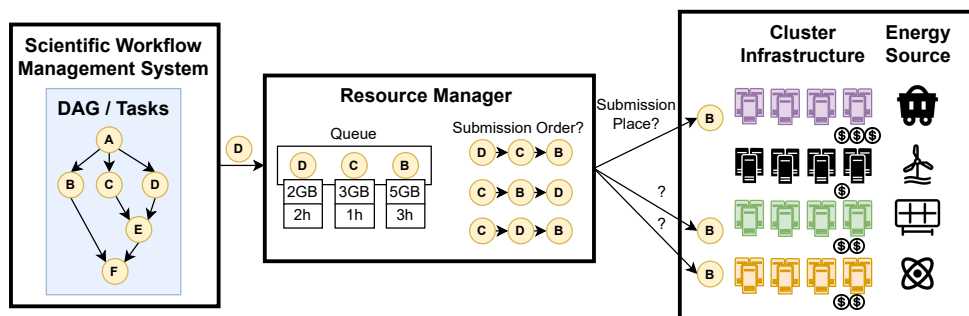 Scientific Workflow
Management System
DAG / Tasks
A
B
C
D
E
F
D
Resource Manager
Queue
D
C
B
2GB
3GB
5GB
2h
1h
3h
Submission Order?
D C B
C B D
C D B
Submission
Place?
?
?
Cluster
Infrastructure
Energy
Source
B
$ $ $
$
B
$ $
B
$ $